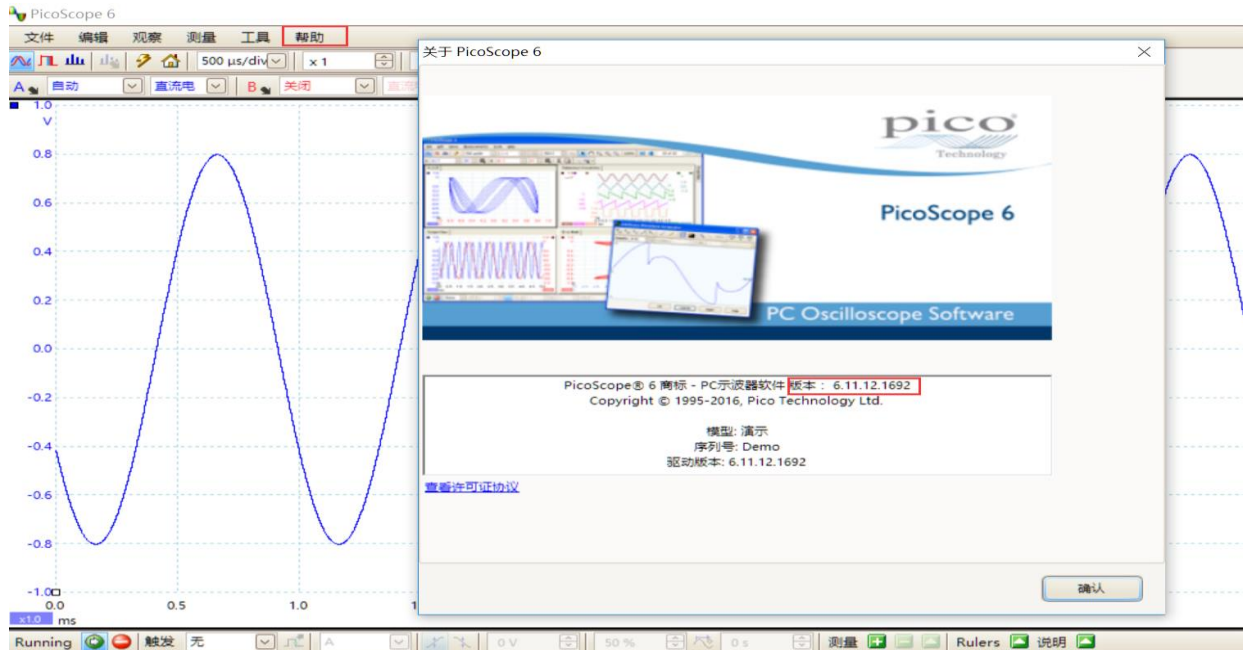 PicoScope 6
文件 编辑 观察 测量 工具 帮助
500 µs/div x 1
A 自动 直流电 B 关闭
关于 PicoScope 6
pico
Technology
PicoScope 6
PC Oscilloscope Software
PicoScope® 6 商标 - PC示波器软件 版本： 6.11.12.1692
Copyright © 1995-2016, Pico Technology Ltd.
模型: 演示
序列号: Demo
驱动版本: 6.11.12.1692
查看许可证协议
确认
1.0
V
0.8
0.6
0.4
0.2
0.0
-0.2
-0.4
-0.6
-0.8
-1.0
0.0 0.5 1.0 1
x1.0 ms
Running 触发 无 A 0 V 50 % 0 s 测量 Rulers 说明